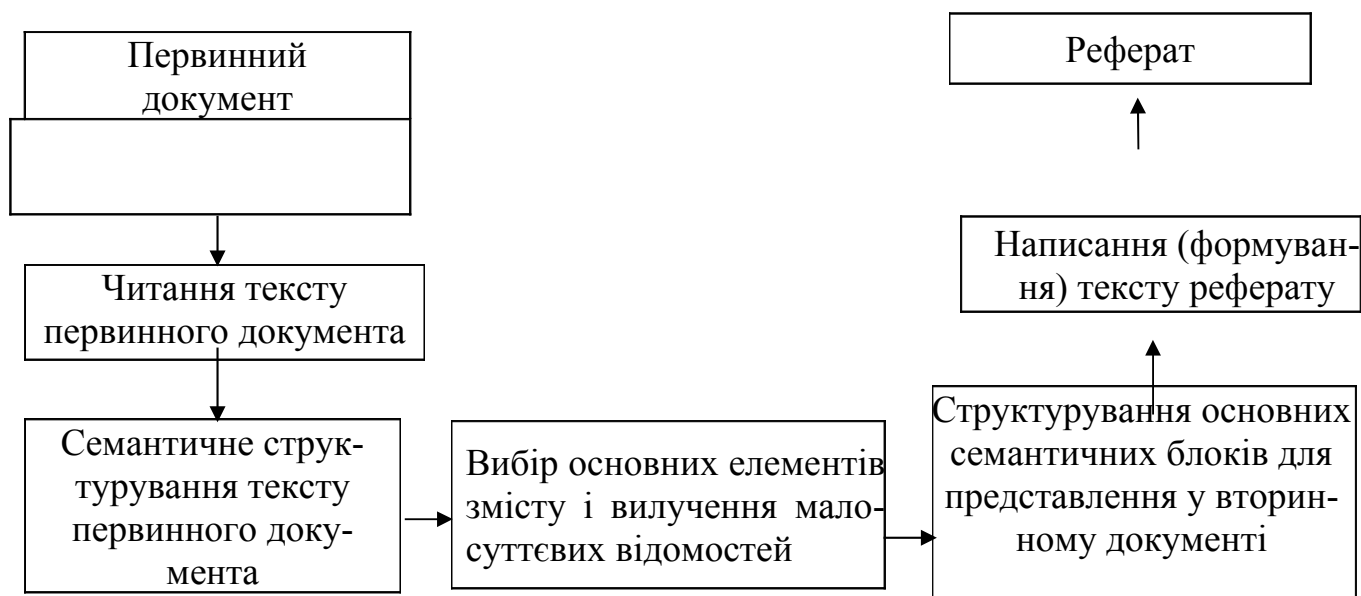 Первинний
документ
Читання тексту
первинного документа
Семантичне струк-
турування тексту
первинного доку-
мента
Вибір основних елементів
змісту і вилучення мало-
суттєвих відомостей
Структурування основних
семантичних блоків для
представлення у вторин-
ному документі
Написання (формуван-
ня) тексту реферату
Реферат